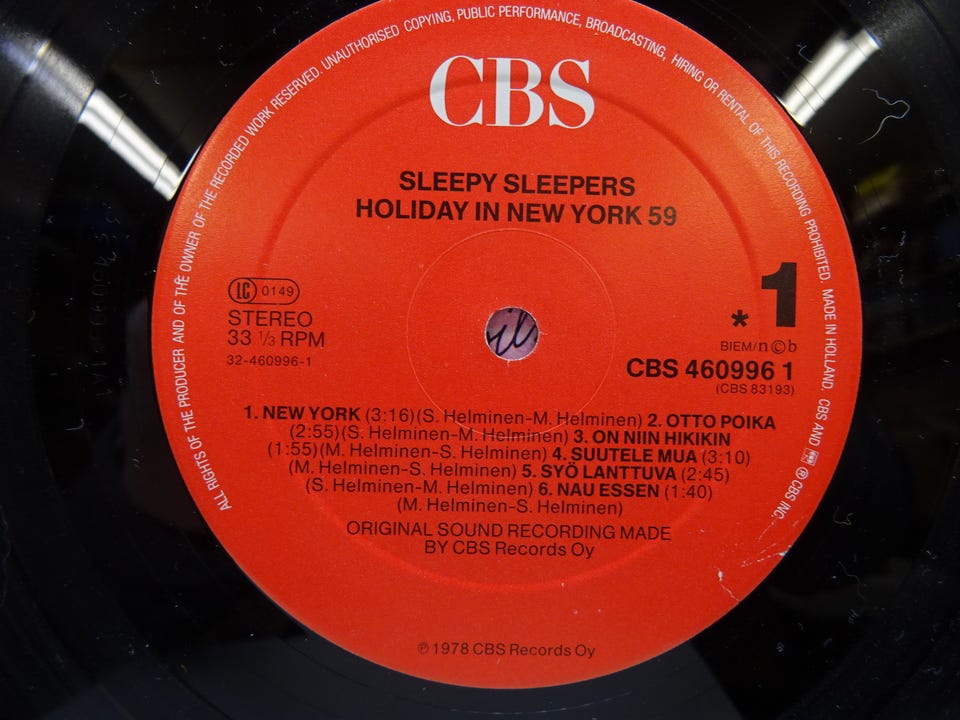 ALL RIGHTS OF THE PRODUCER AND OF THE OWNER OF THE RECORDED WORK RESERVED. UNAUTHORISED COPYING, PUBLIC PERFORMANCE, BROADCASTING, HIRING OR RENTAL OF THIS RECORDING PROHIBITED. MADE IN HOLLAND. CBS AND ℗ CBS INC.
CBS
SLEEPY SLEEPERS
HOLIDAY IN NEW YORK 59
LC 0149
STEREO
33 1/3 RPM
32-460996-1
* 1
BIEM/n©b
CBS 460996 1
(CBS 83193)
1. NEW YORK (3:16)(S. Helminen-M. Helminen) 2. OTTO POIKA
(2:55)(S. Helminen-M. Helminen) 3. ON NIIN HIKIKIN
(1:55)(M. Helminen-S. Helminen) 4. SUUTELE MUA (3:10)
(M. Helminen-S. Helminen) 5. SYÖ LANTTUVA (2:45)
(S. Helminen-M. Helminen) 6. NAU ESSEN (1:40)
(M. Helminen-S. Helminen)
ORIGINAL SOUND RECORDING MADE
BY CBS Records Oy
℗ 1978 CBS Records Oy